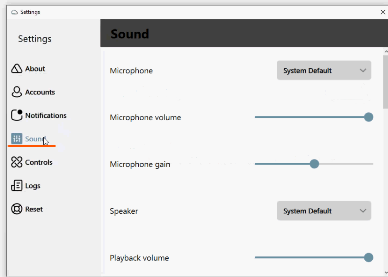 Settings
Settings
Sound
About
Accounts
Notifications
Sound
Controls
Logs
Reset
Microphone
System Default
Microphone volume
Microphone gain
Speaker
System Default
Playback volume